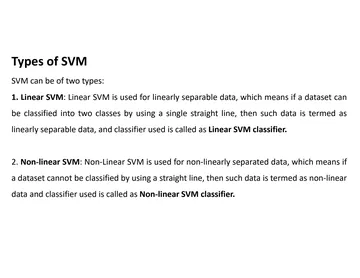 Types of SVM
SVM can be of two types:
1. Linear SVM: Linear SVM is used for linearly separable data, which means if a dataset can
be classified into two classes by using a single straight line, then such data is termed as
linearly separable data, and classifier used is called as Linear SVM classifier.
2. Non-linear SVM: Non-Linear SVM is used for non-linearly separated data, which means if
a dataset cannot be classified by using a straight line, then such data is termed as non-linear
data and classifier used is called as Non-linear SVM classifier.